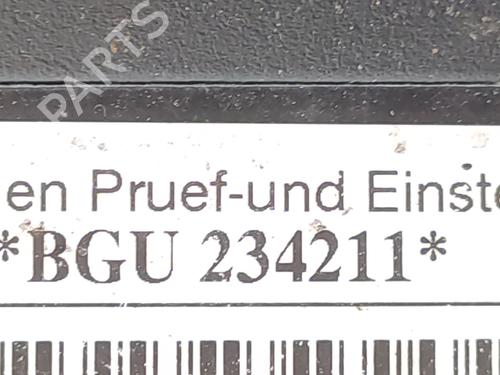 PARTS
en Pruef-und Einste
*BGU 234211*